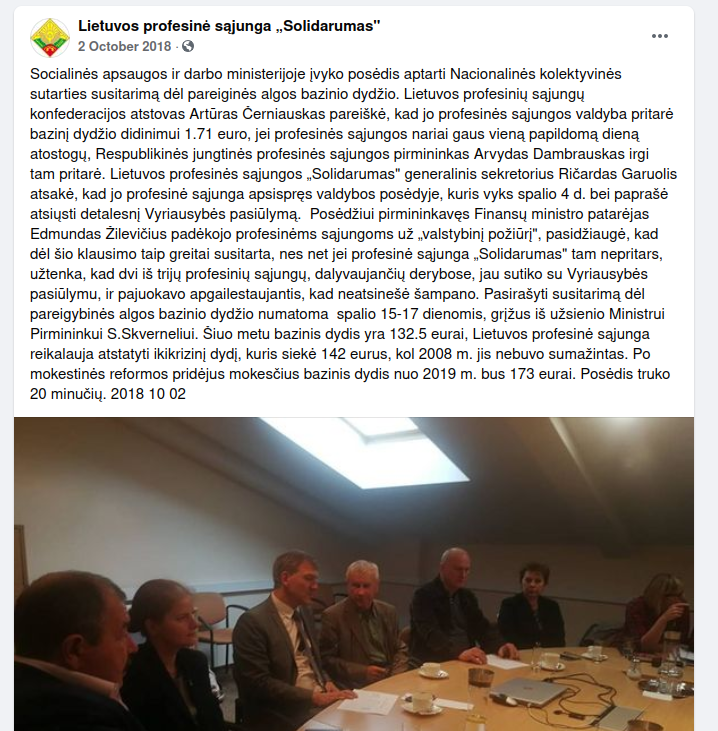 Lietuvos profesinė sąjunga „Solidarumas"
2 October 2018 ·
Socialinės apsaugos ir darbo ministerijoje įvyko posėdis aptarti Nacionalinės kolektyvinės
sutarties susitarimą dėl pareiginės algos bazinio dydžio. Lietuvos profesinių sąjungų
konfederacijos atstovas Artūras Černiauskas pareiškė, kad jo profesinės sąjungos valdyba pritarė
bazinį dydžio didinimui 1.71 euro, jei profesinės sąjungos nariai gaus vieną papildomą dieną
atostogų, Respublikinės jungtinės profesinės sąjungos pirmininkas Arvydas Dambrauskas irgi
tam pritarė. Lietuvos profesinės sąjungos „Solidarumas" generalinis sekretorius Ričardas Garuolis
atsakė, kad jo profesinė sąjunga apsispręs valdybos posėdyje, kuris vyks spalio 4 d. bei paprašė
atsiųsti detalesnį Vyriausybės pasiūlymą.  Posėdžiui pirmininkavęs Finansų ministro patarėjas
Edmundas Žilevičius padėkojo profesinėms sąjungoms už „valstybinį požiūrį", pasidžiaugė, kad
dėl šio klausimo taip greitai susitarta, nes net jei profesinė sąjunga „Solidarumas" tam nepritars,
užtenka, kad dvi iš trijų profesinių sąjungų, dalyvaujančių derybose, jau sutiko su Vyriausybės
pasiūlymu, ir pajuokavo apgailestaujantis, kad neatsinešė šampano. Pasirašyti susitarimą dėl
pareigybinės algos bazinio dydžio numatoma  spalio 15-17 dienomis, grįžus iš užsienio Ministrui
Pirmininkui S.Skverneliui. Šiuo metu bazinis dydis yra 132.5 eurai, Lietuvos profesinė sąjunga
reikalauja atstatyti ikikrizinį dydį, kuris siekė 142 eurus, kol 2008 m. jis nebuvo sumažintas. Po
mokestinės reformos pridėjus mokesčius bazinis dydis nuo 2019 m. bus 173 eurai. Posėdis truko
20 minučių. 2018 10 02